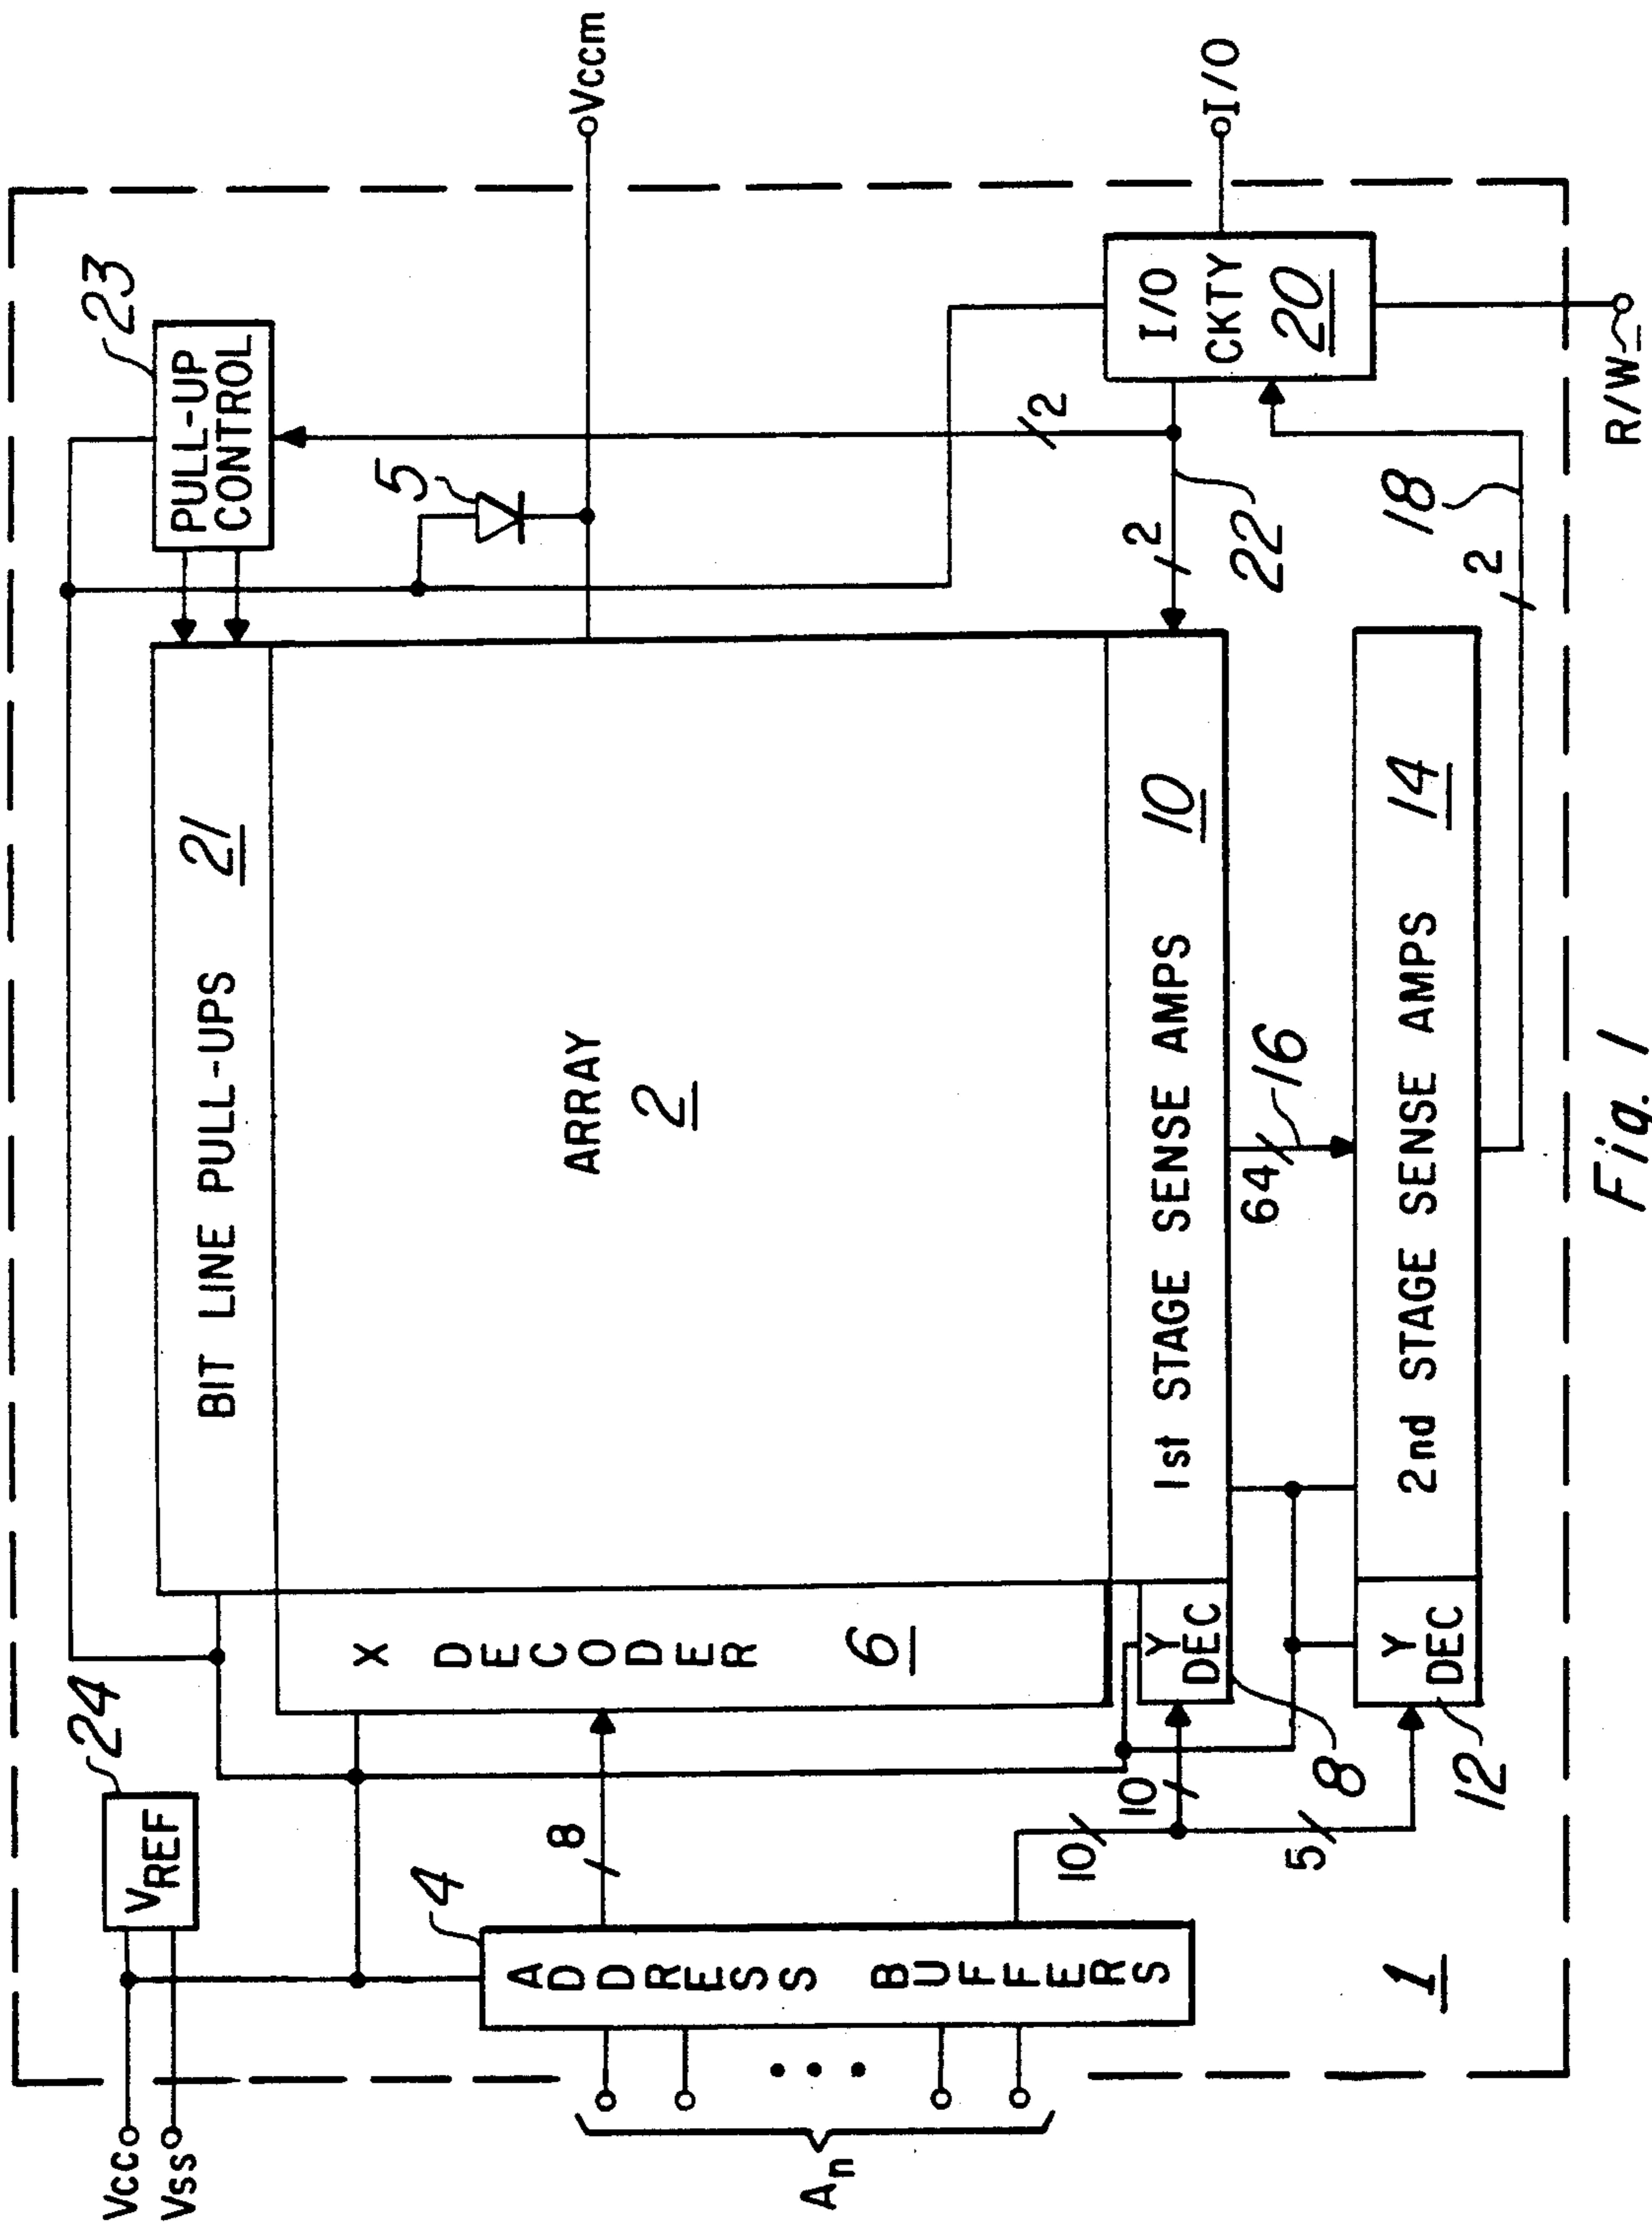 Vcc
Vss
24
VREF
23
PULL-UP
CONTROL
BIT LINE PULL-UPS 21
5
Vccm
4
ADDRESS BUFFERS
An
8
X DECODER 6
ARRAY
2
10
10
5
Y
DEC
8
1st STAGE SENSE AMPS 10
2
22
2
I/O
CKTY
20
I/O
64
16
Y
DEC
12
2nd STAGE SENSE AMPS 14
2
18
R/W_
1
Fig. 1